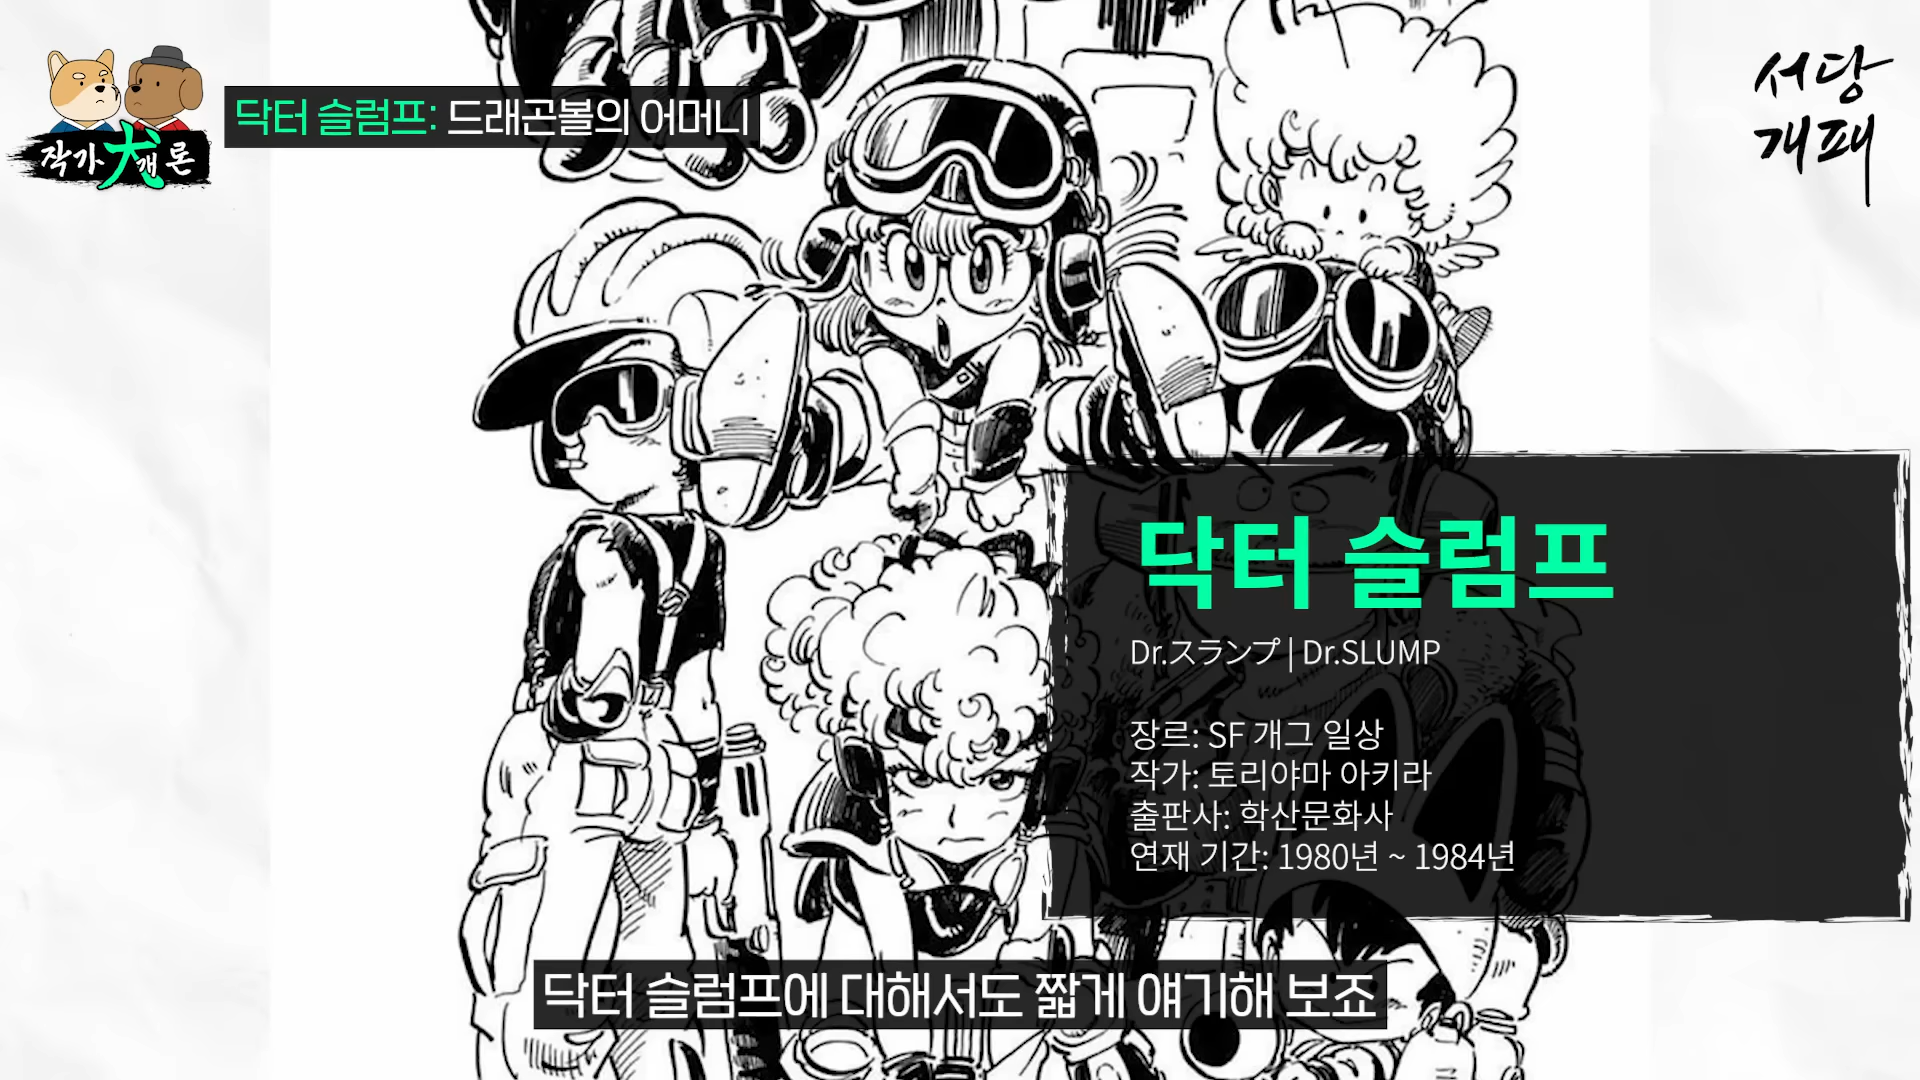 작가犬개론
닥터 슬럼프: 드래곤볼의 어머니
서당
개패
닥터 슬럼프
Dr.スランプ | Dr.SLUMP
장르: SF 개그 일상
작가: 토리야마 아키라
출판사: 학산문화사
연재 기간: 1980년 ~ 1984년
닥터 슬럼프에 대해서도 짧게 얘기해 보죠